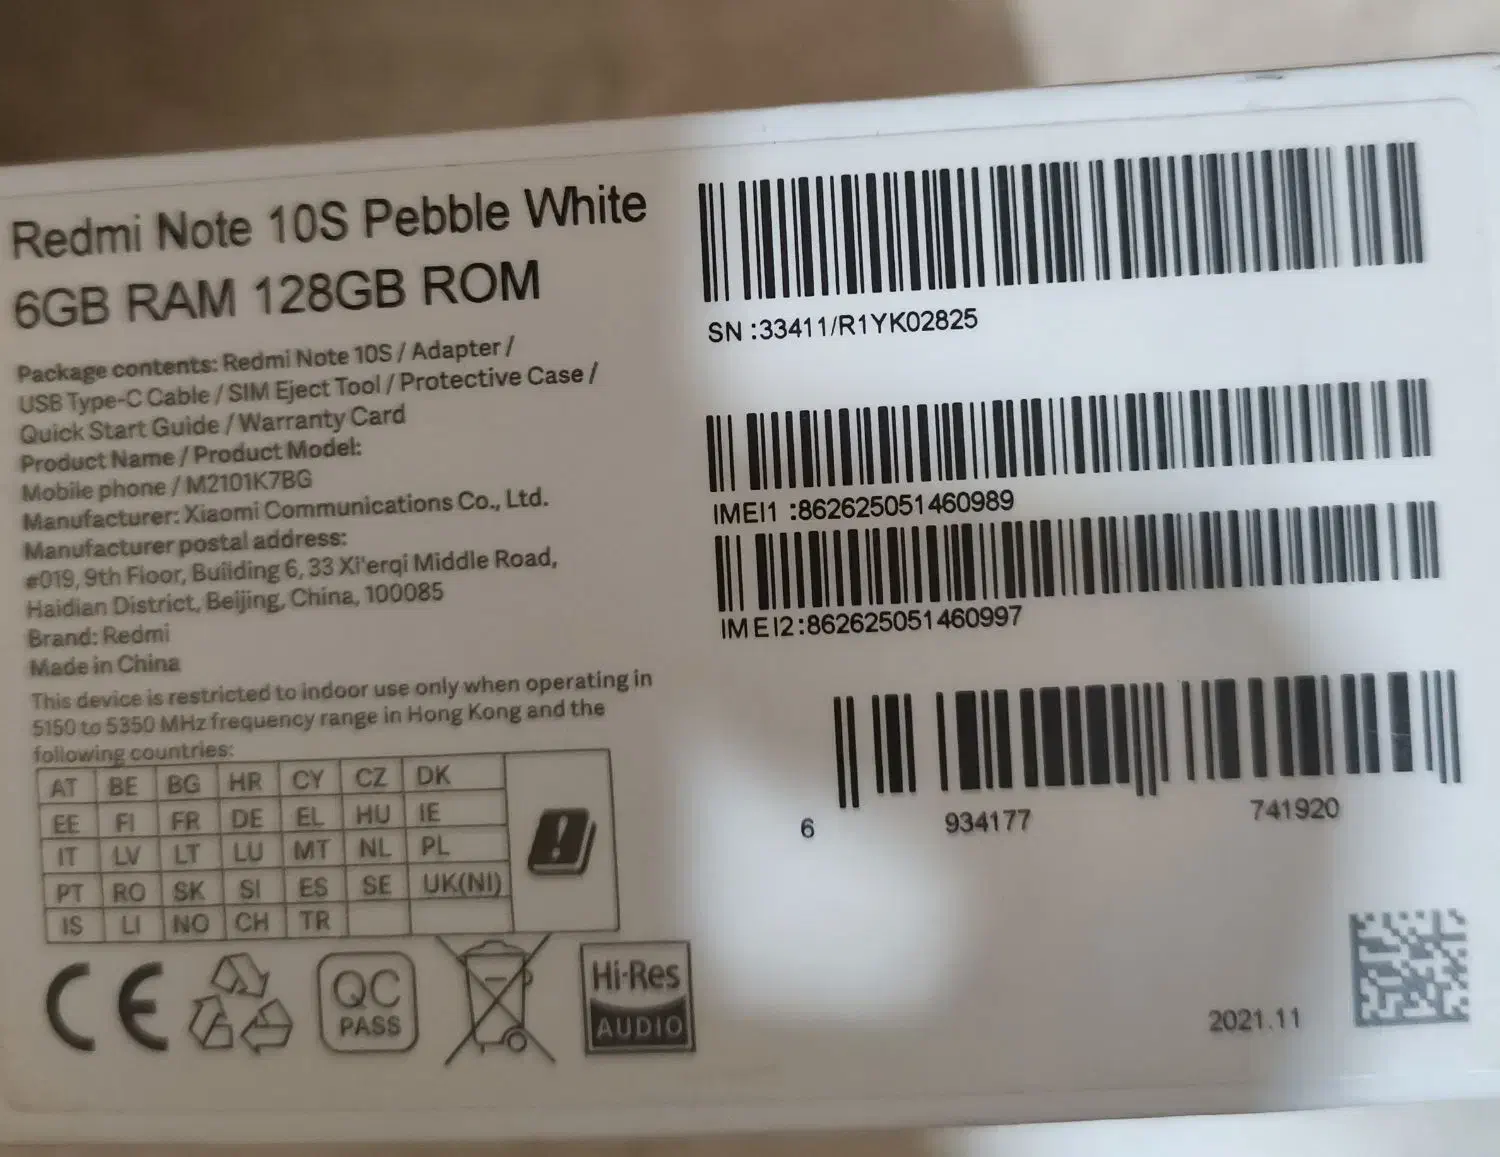 Redmi Note 10S Pebble White
6GB RAM 128GB ROM
Package contents: Redmi Note 10S / Adapter /
USB Type-C Cable / SIM Eject Tool / Protective Case /
Quick Start Guide / Warranty Card
Product Name / Product Model:
Mobile phone / M2101K7BG
Manufacturer: Xiaomi Communications Co., Ltd.
Manufacturer postal address:
#019, 9th Floor, Building 6, 33 Xi'erqi Middle Road,
Haidian District, Beijing, China, 100085
Brand: Redmi
Made in China
This device is restricted to indoor use only when operating in
5150 to 5350 MHz frequency range in Hong Kong and the
following countries:
AT BE BG HR CY CZ DK
EE FI FR DE EL HU IE
IT LV LT LU MT NL PL
PT RO SK SI ES SE UK(NI)
IS LI NO CH TR
CE
QC
PASS
Hi-Res
AUDIO
SN :33411/R1YK02825
IMEI1 :862625051460989
IMEI2:862625051460997
6 934177 741920
2021.11